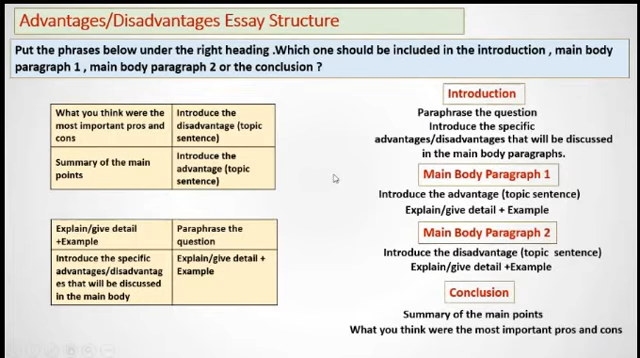 Advantages/Disadvantages Essay Structure
Put the phrases below under the right heading .Which one should be included in the introduction , main body
paragraph 1 , main body paragraph 2 or the conclusion ?
What you think were the
most important pros and
cons
Introduce the
disadvantage (topic
sentence)
Summary of the main
points
Introduce the
advantage (topic
sentence)
Explain/give detail
+Example
Paraphrase the
question
Introduce the specific
advantages/disadvantag
es that will be discussed
in the main body
Explain/give detail +
Example
Introduction
Paraphrase the question
Introduce the specific
advantages/disadvantages that will be discussed
in the main body paragraphs.
Main Body Paragraph 1
Introduce the advantage (topic sentence)
Explain/give detail + Example
Main Body Paragraph 2
Introduce the disadvantage (topic sentence)
Explain/give detail +Example
Conclusion
Summary of the main points
What you think were the most important pros and cons